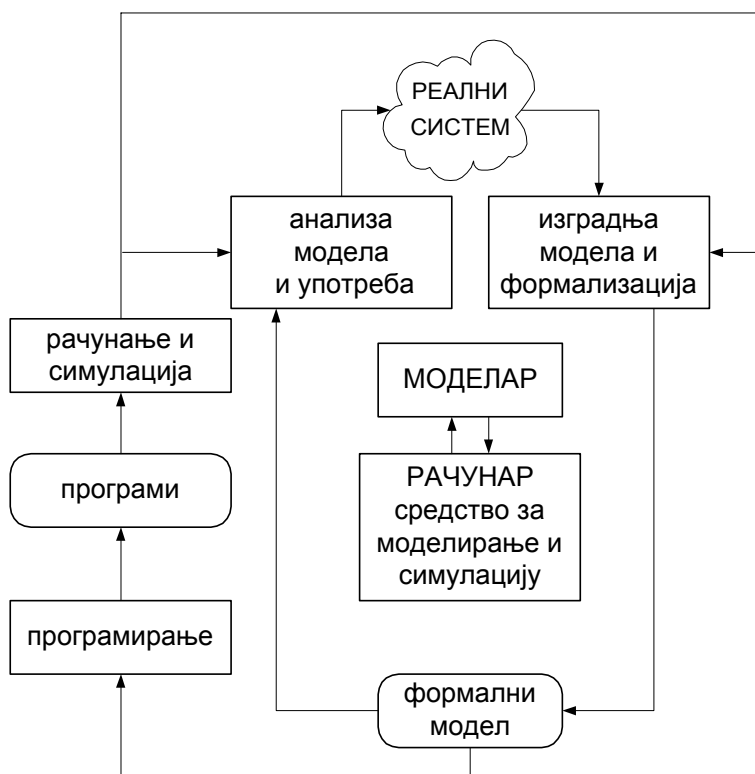 РЕАЛНИ
СИСТЕМ
анализа
модела
и употреба
изградња
модела и
формализација
рачунање и
симулација
МОДЕЛАР
РАЧУНАР
средство за
моделирање и
симулацију
програми
програмирање
формални
модел